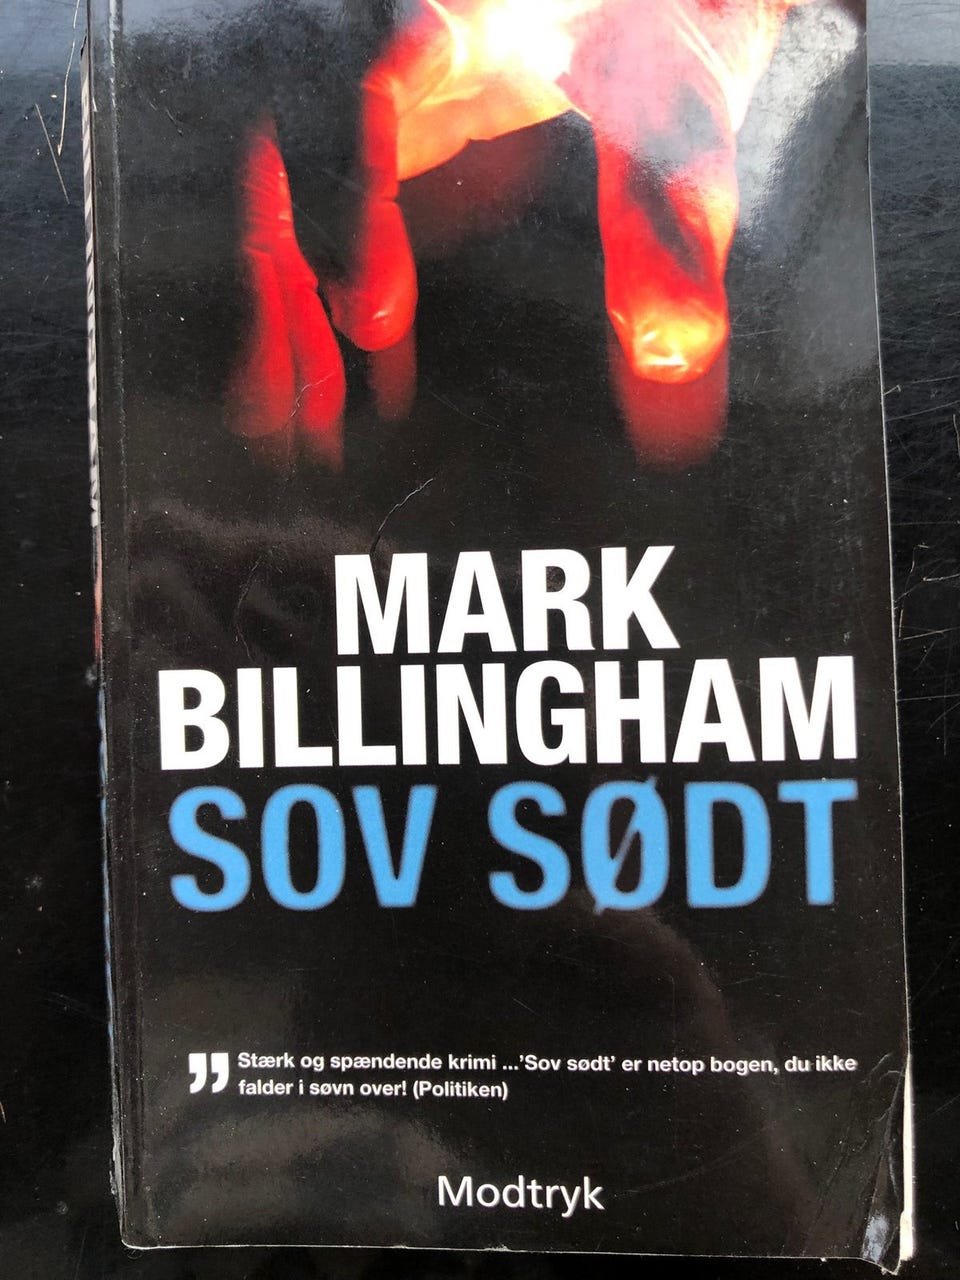 MARK
BILLINGHAM
SOV SØDT
” Stærk og spændende krimi ...’Sov sødt’ er netop bogen, du ikke
falder i søvn over! (Politiken)
Modtryk